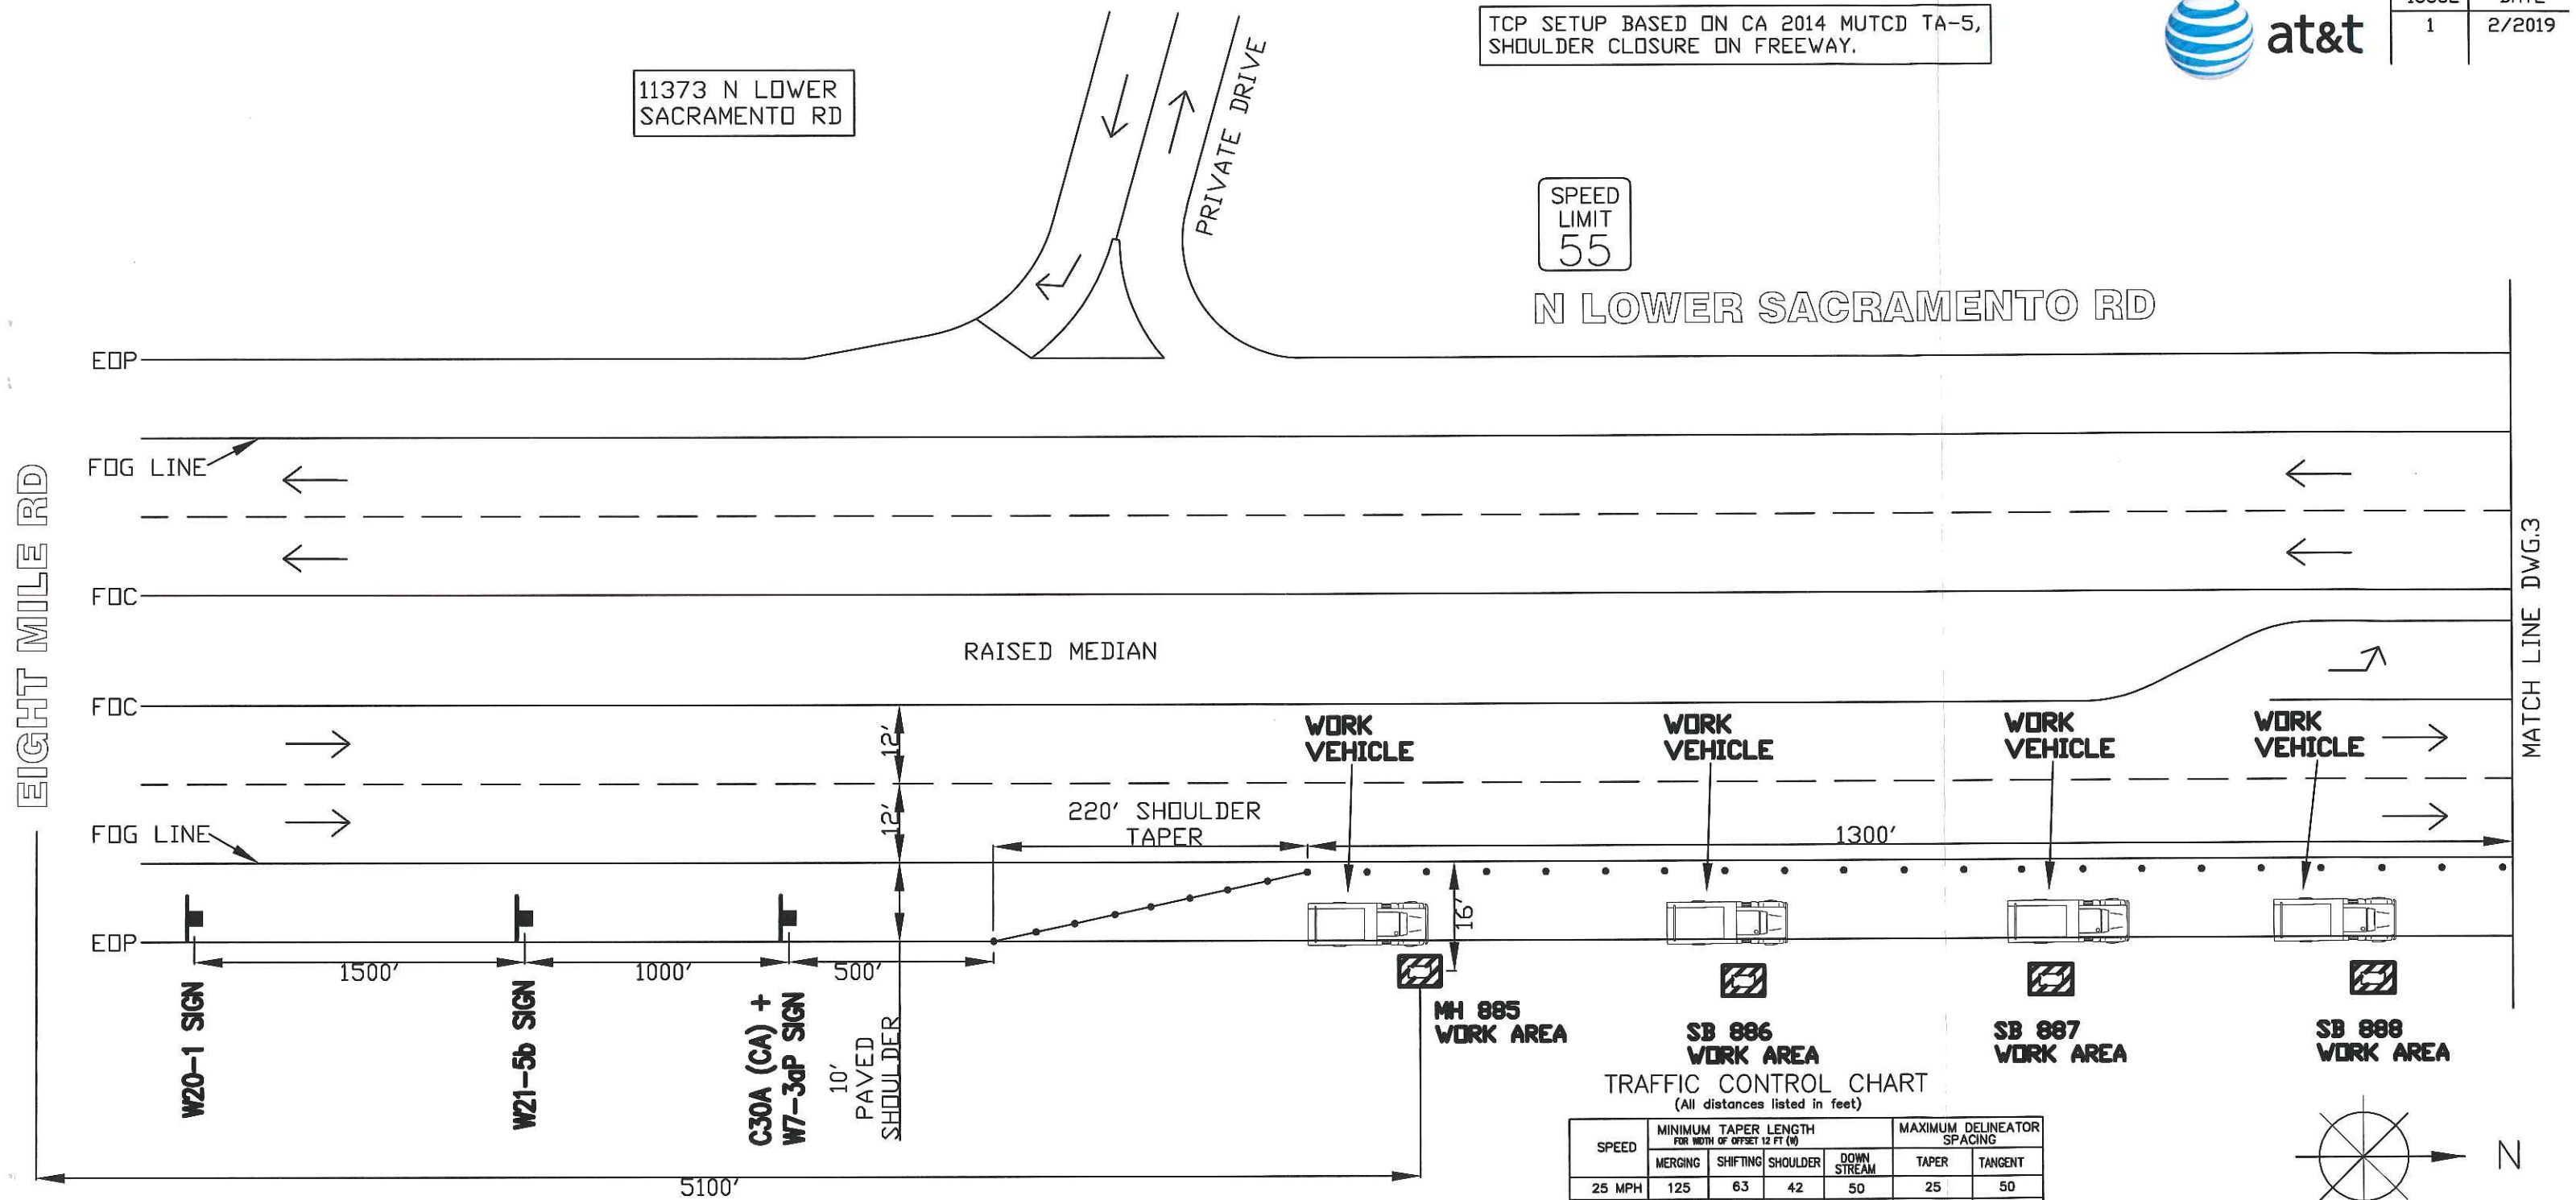 TCP SETUP BASED ON CA 2014 MUTCD TA-5,
SHOULDER CLOSURE ON FREEWAY.
at&t
1 2/2019
11373 N LOWER
SACRAMENTO RD
PRIVATE DRIVE
SPEED
LIMIT
55
N LOWER SACRAMENTO RD
EOP
FOG LINE
EIGHT MILE RD
FOC
RAISED MEDIAN
FOC
MATCH LINE DWG.3
12'
12'
WORK
VEHICLE
WORK
VEHICLE
WORK
VEHICLE
WORK
VEHICLE
FOG LINE
220' SHOULDER
TAPER
1300'
16'
EOP
1500'
1000'
500'
W20-1 SIGN
W21-5b SIGN
C30A (CA) +
W7-3aP SIGN
10'
PAVED
SHOULDER
MH 885
WORK AREA
SB 886
WORK AREA
SB 887
WORK AREA
SB 888
WORK AREA
5100'
TRAFFIC CONTROL CHART
(All distances listed in feet)
SPEED
MINIMUM TAPER LENGTH
FOR WIDTH OF OFFSET 12 FT (W)
MAXIMUM DELINEATOR
SPACING
MERGING SHIFTING SHOULDER DOWN STREAM TAPER TANGENT
25 MPH 125 63 42 50 25 50
N